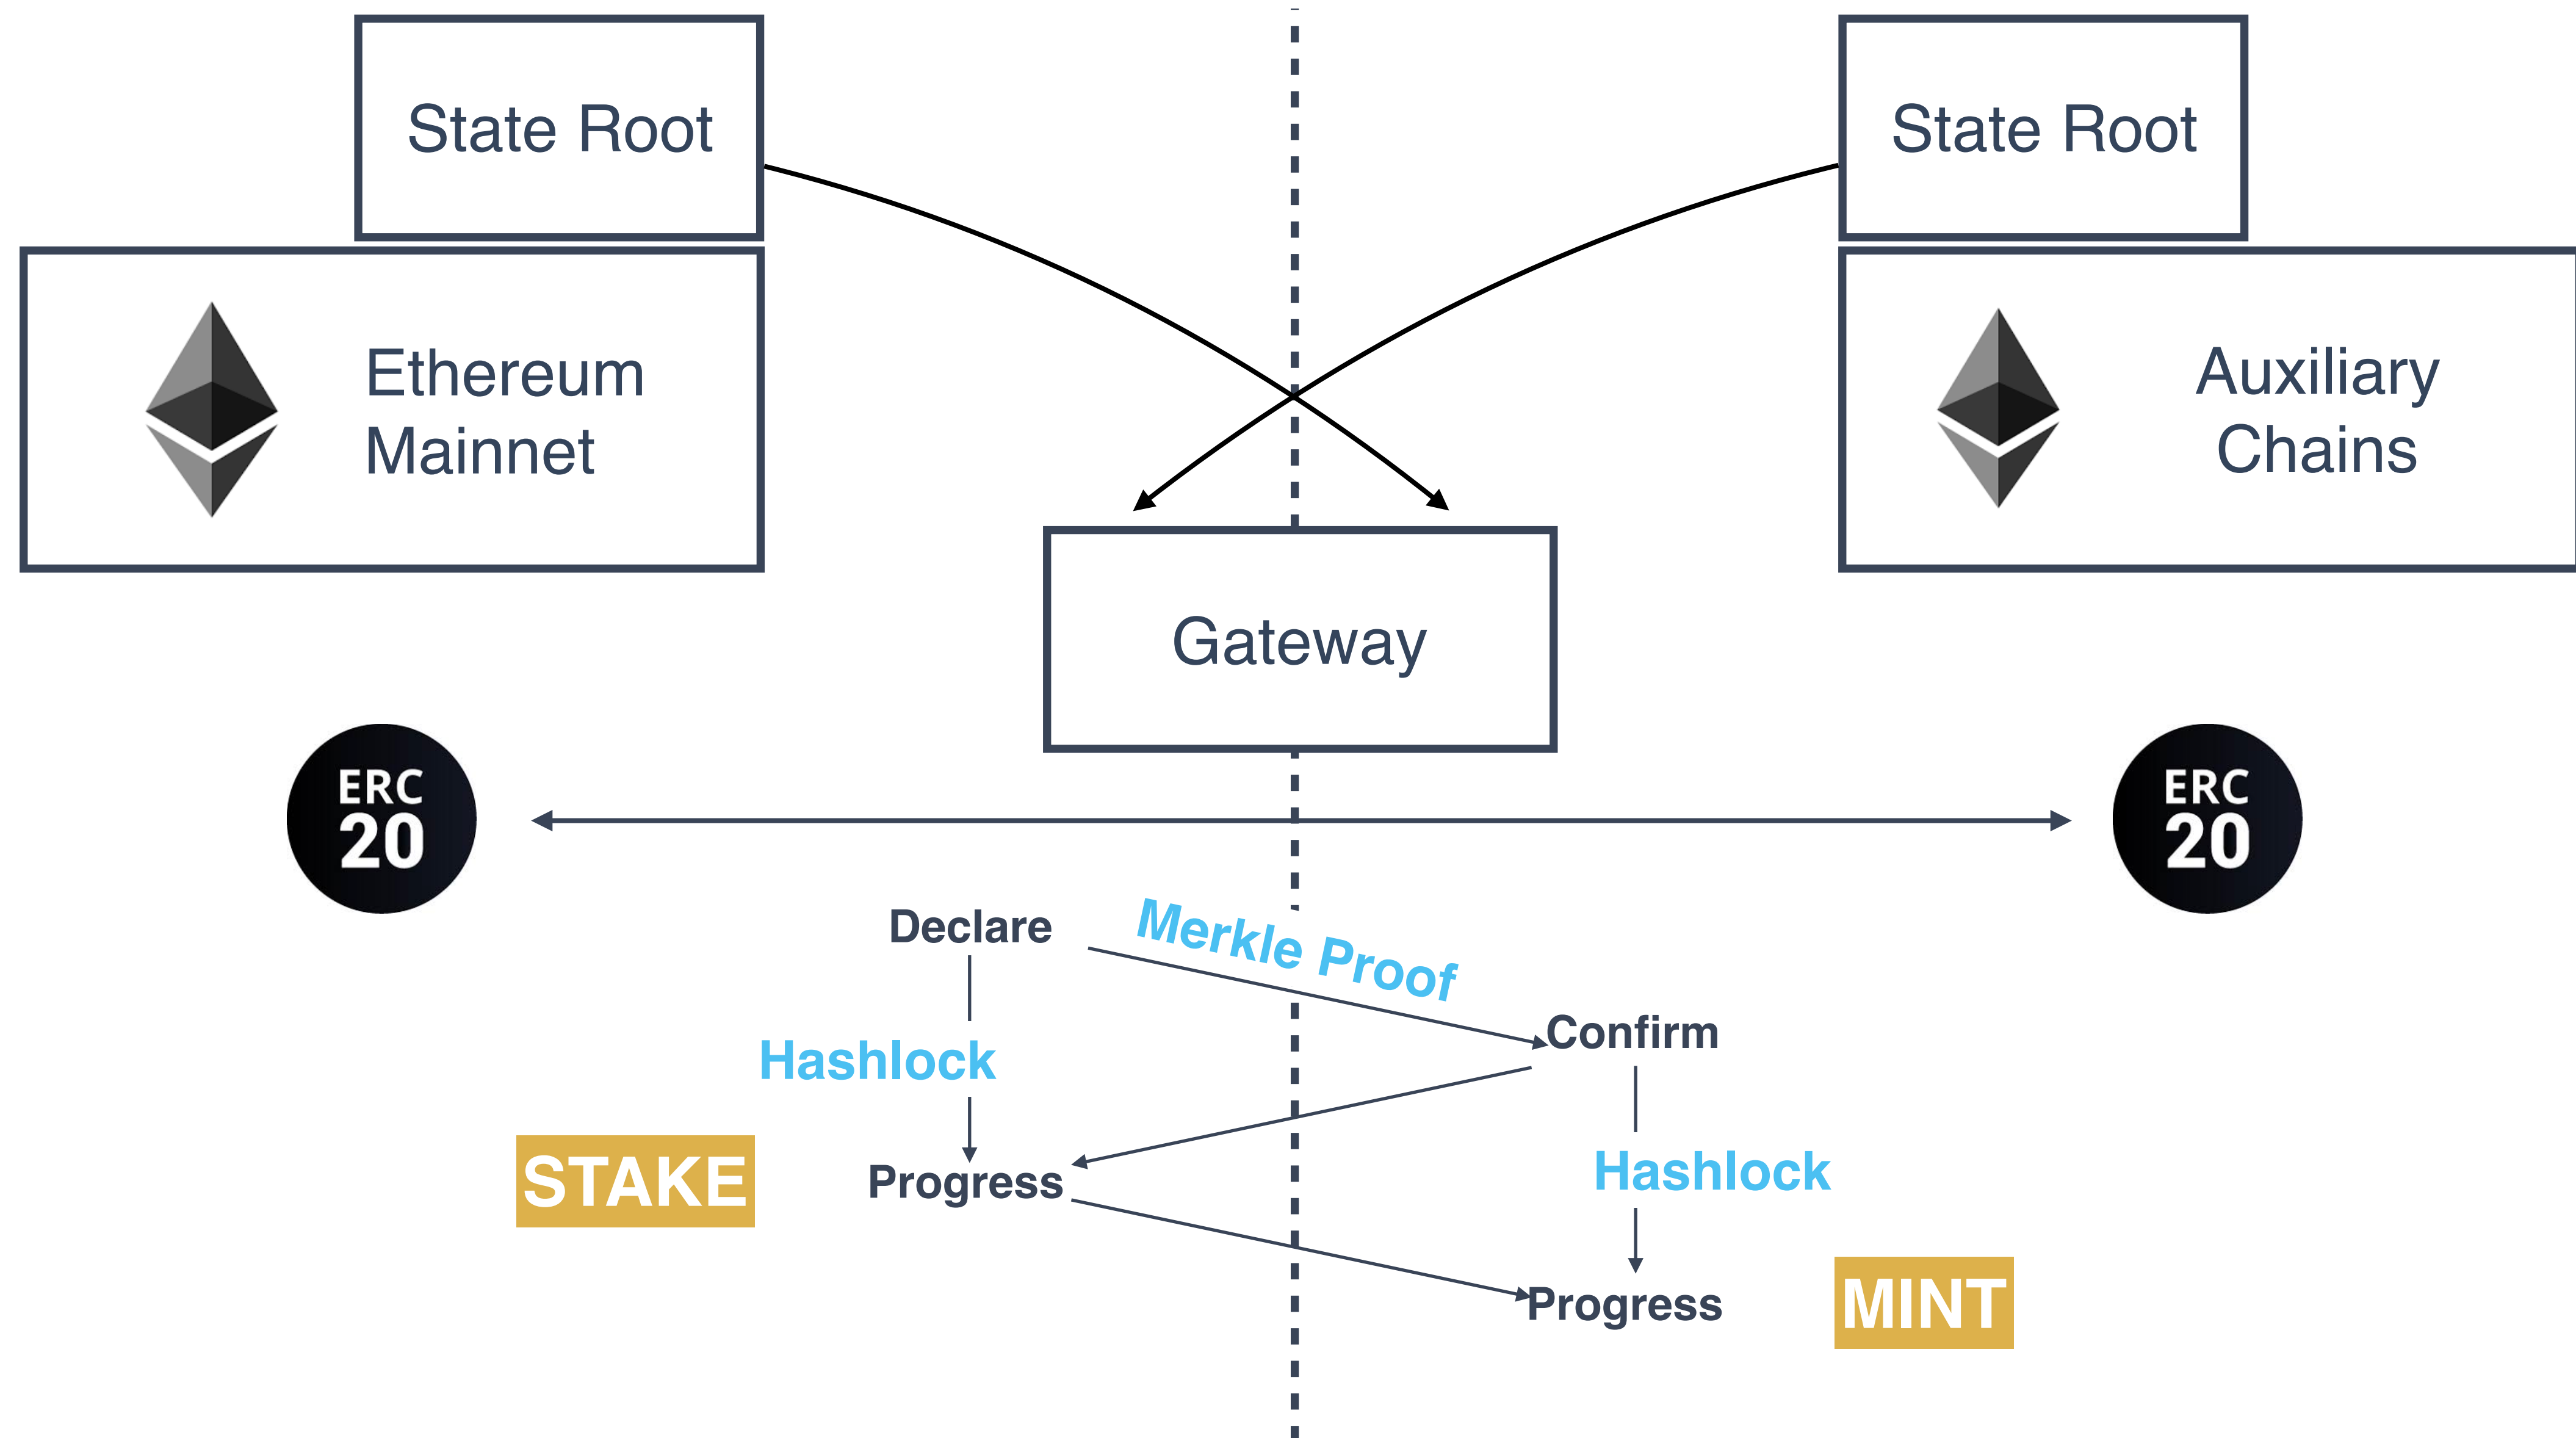 State Root
State Root
Ethereum
Mainnet
Auxiliary
Chains
Gateway
ERC
20
ERC
20
Declare
Merkle Proof
Confirm
Hashlock
STAKE
Progress
Hashlock
Progress
MINT